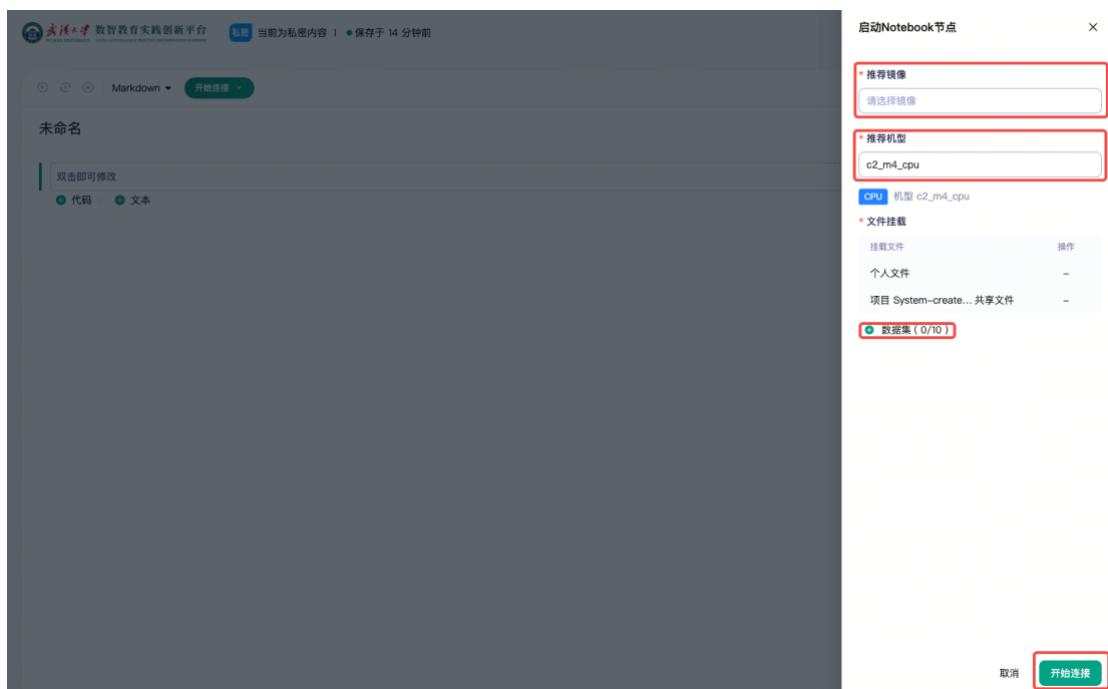 武汉大学 数智教育实践创新平台 私密 当前为私密内容 | 保存于 14 分钟前
Markdown 开始连接
未命名
双击即可修改
代码 文本
启动Notebook节点
* 推荐镜像
请选择镜像
* 推荐机型
c2_m4_cpu
CPU 机型 c2_m4_cpu
* 文件挂载
挂载文件 操作
个人文件 –
项目 System-create... 共享文件 –
数据集 ( 0/10 )
取消 开始连接